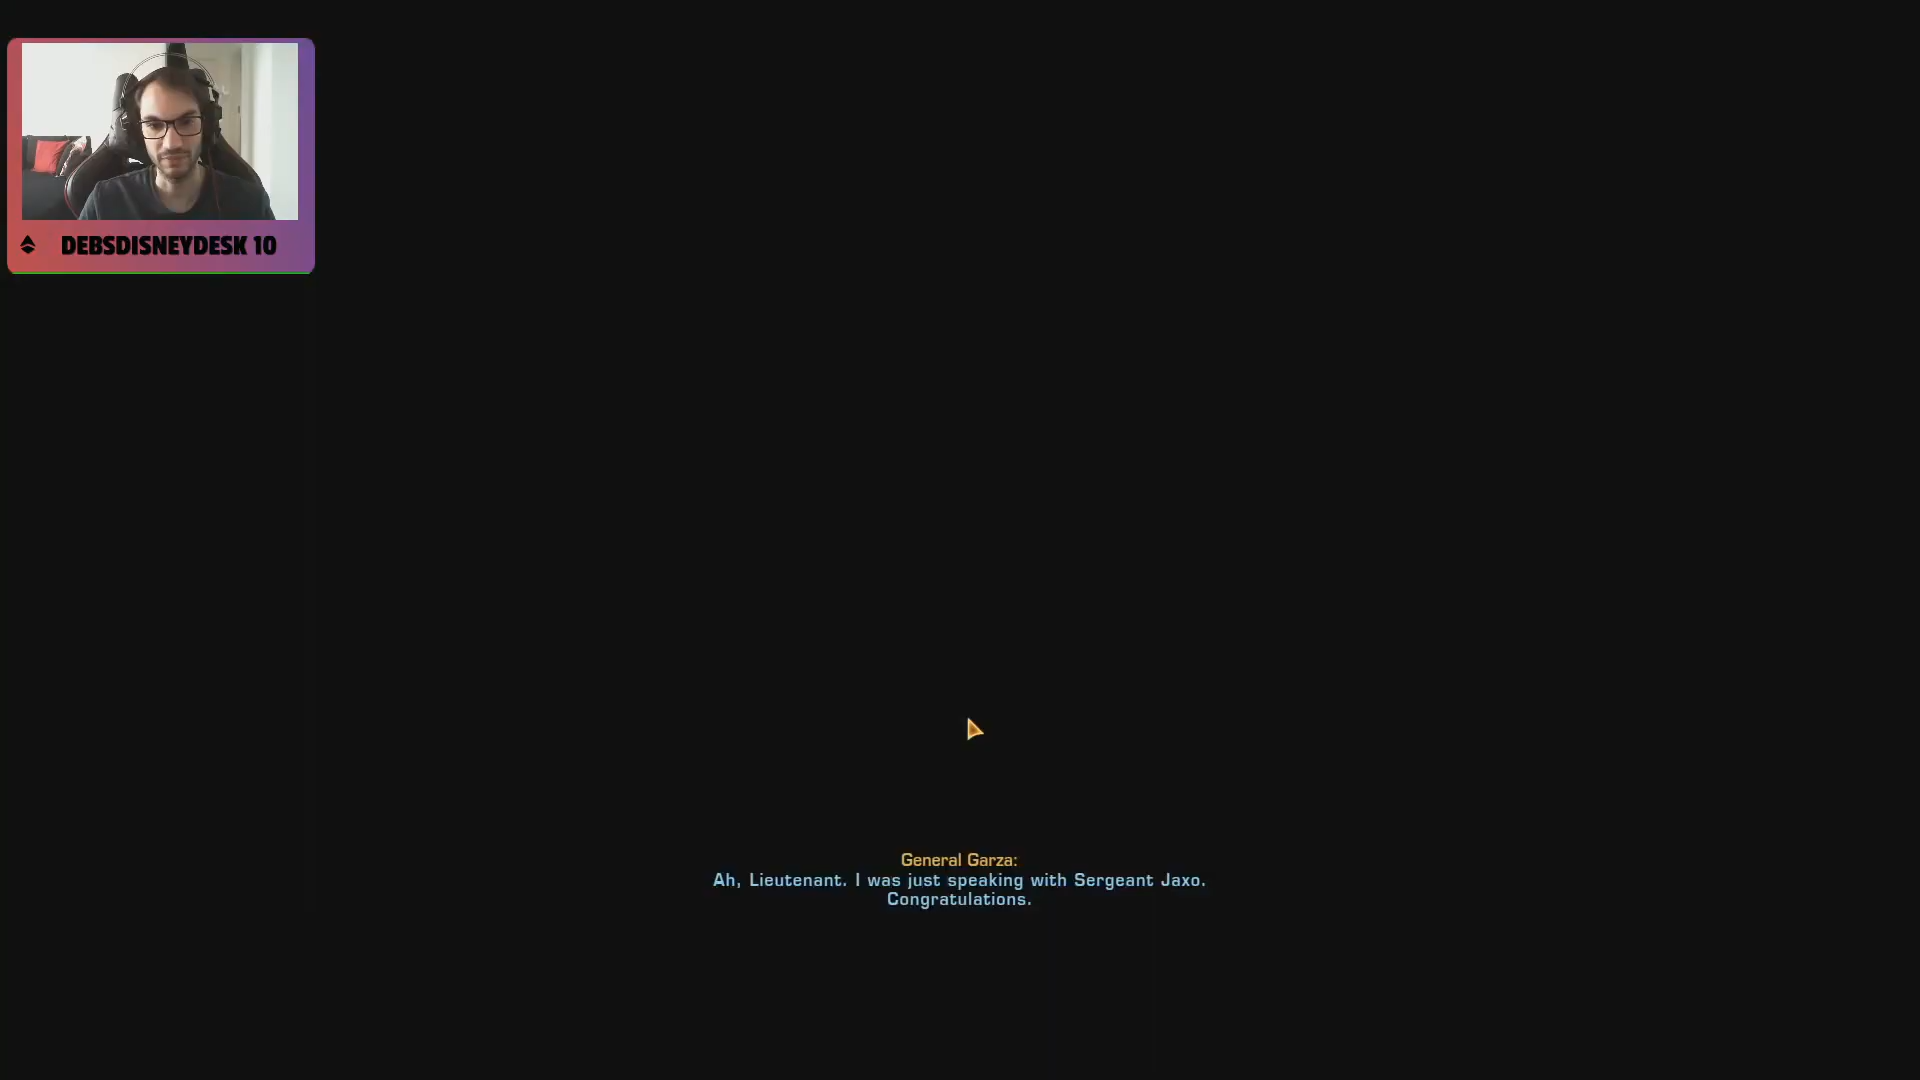 DEBSDISNEYDESK 10
General Garza:
Ah, Lieutenant. I was just speaking with Sergeant Jaxo.
Congratulations.